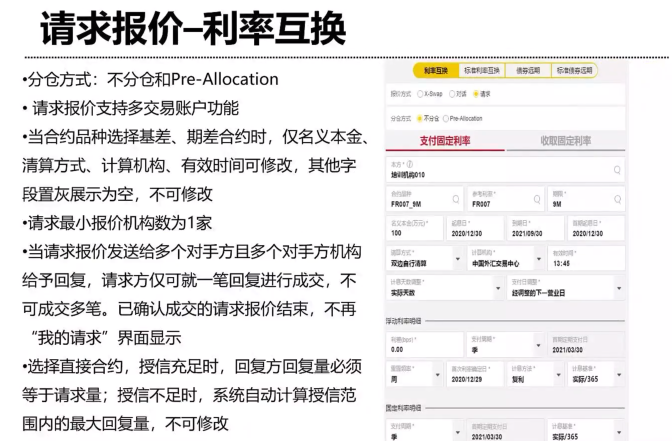 请求报价–利率互换
•分仓方式：不分仓和Pre-Allocation
• 请求报价支持多交易账户功能
•当合约品种选择基差、期差合约时，仅名义本金、
清算方式、计算机构、有效时间可修改，其他字
段置灰展示为空，不可修改
•请求最小报价机构数为1家
•当请求报价发送给多个对手方且多个对手方机构
给予回复，请求方仅可就一笔回复进行成交，不
可成交多笔。已确认成交的请求报价结束，不再
“我的请求”界面显示
•选择直接合约，授信充足时，回复方回复量必须
等于请求量；授信不足时，系统自动计算授信范
围内的最大回复量，不可修改
利率互换 标准利率互换 债券远期 标准债券远期
报价方式 X-Swap 对话 请求
分仓方式 不分仓 Pre-Allocation
支付固定利率 收取固定利率
本方
培训机构010
合约品种 参考利率 期限
FR007_9M FR007 9M
名义本金(万元) 起息日 到期日 首期起息日
100 2020/12/30 2021/09/30 2020/12/30
清算方式 计算机构 有效时间
双边自行清算 中国外汇交易中心 13:45
计息天数调整 支付日调整
实际天数 经调整的下一营业日
浮动利率明细
利差(bps) 支付周期 首期定期支付日
0.00 季 2021/03/30
重置频率 首次利率确定日 计息方法 计息基准
周 2020/12/29 复利 实际/365
固定利率明细
支付周期 首期定期支付日 计息基准
季 2021/03/30 实际/365